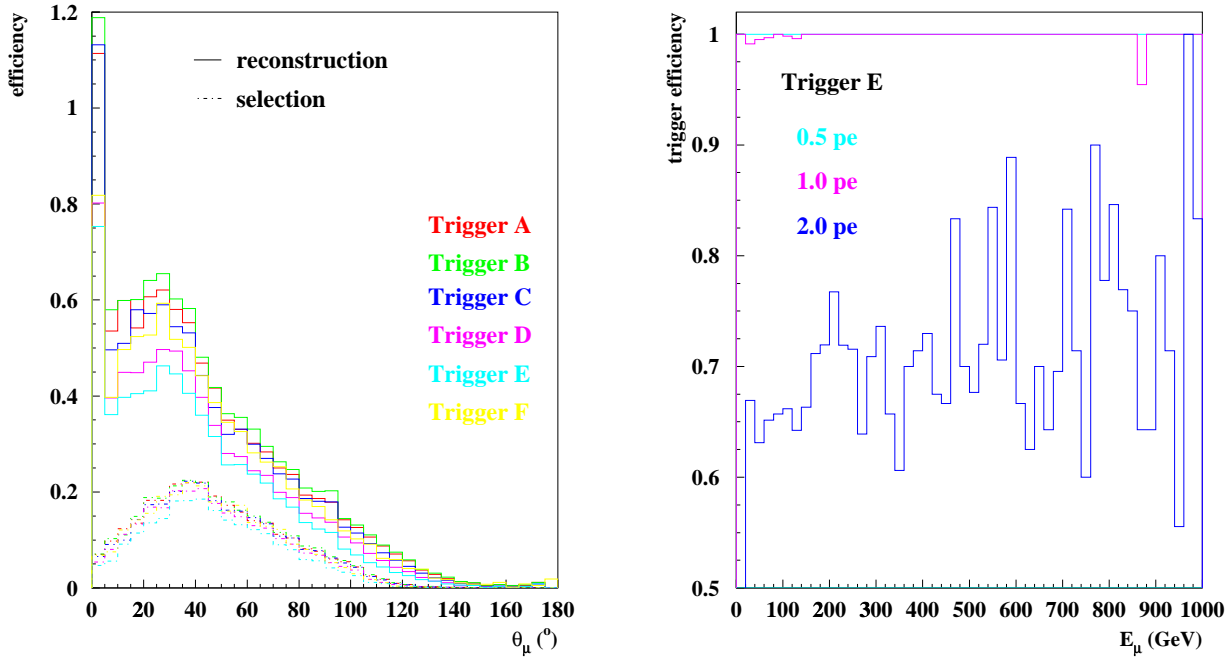 efficiency
1.2
1
0.8
0.6
0.4
0.2
0
reconstruction
selection
Trigger A
Trigger B
Trigger C
Trigger D
Trigger E
Trigger F
0 20 40 60 80 100 120 140 160 180
θμ (o)
trigger efficiency
1
0.9
0.8
0.7
0.6
0.5
Trigger E
0.5 pe
1.0 pe
2.0 pe
0 100 200 300 400 500 600 700 800 900 1000
Eμ (GeV)